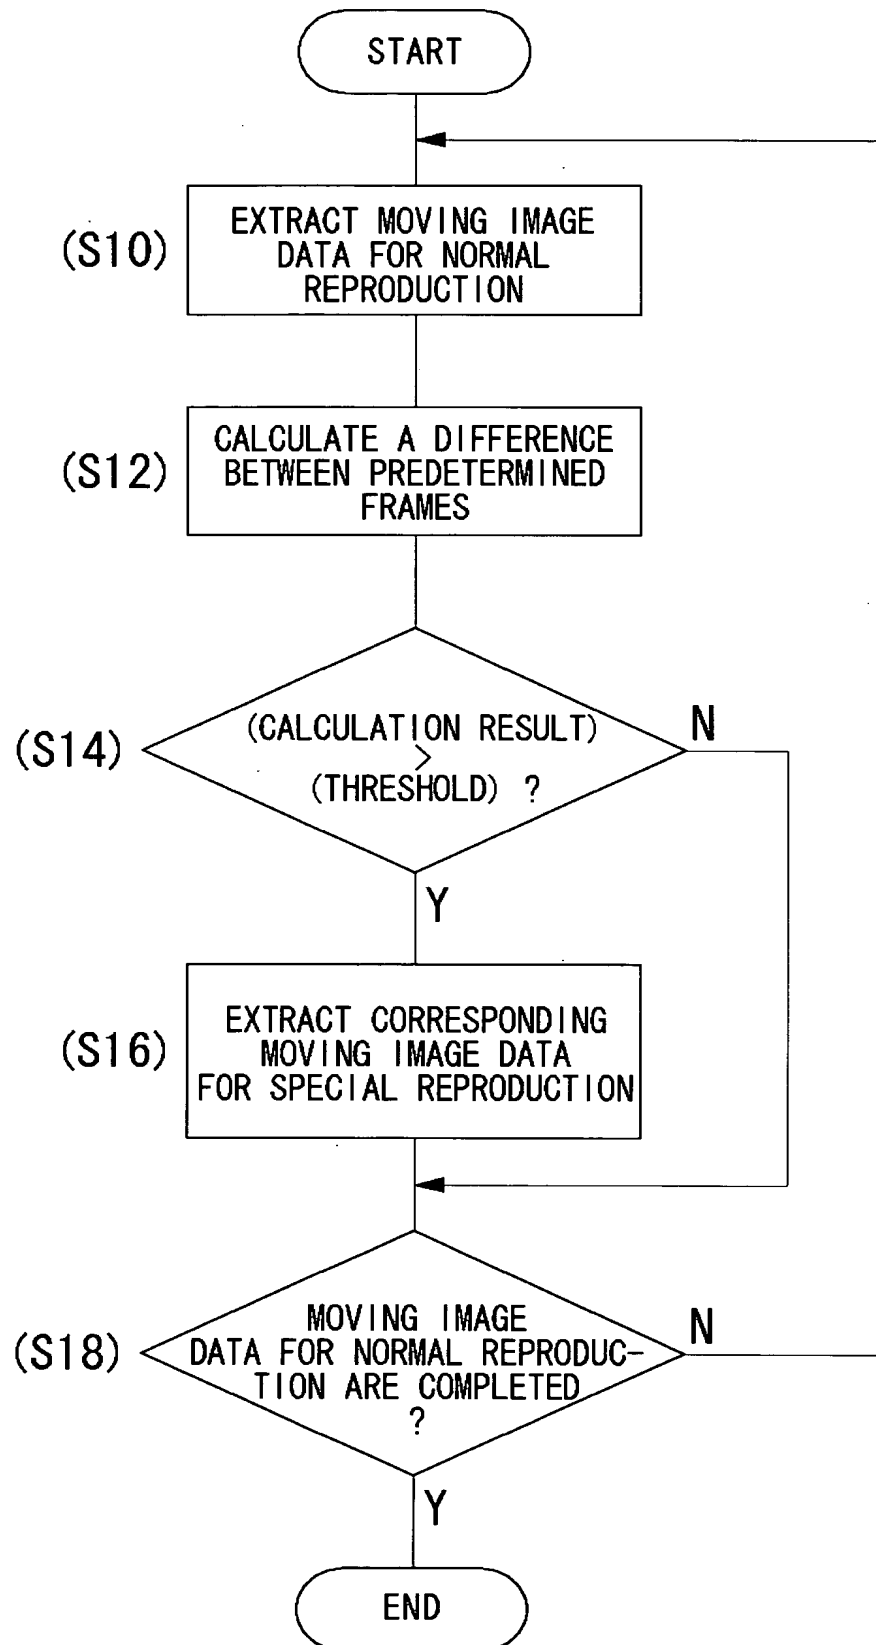 START
(S10)
EXTRACT MOVING IMAGE
DATA FOR NORMAL
REPRODUCTION
(S12)
CALCULATE A DIFFERENCE
BETWEEN PREDETERMINED
FRAMES
(S14)
(CALCULATION RESULT)
>
(THRESHOLD) ?
N
Y
(S16)
EXTRACT CORRESPONDING
MOVING IMAGE DATA
FOR SPECIAL REPRODUCTION
(S18)
MOVING IMAGE
DATA FOR NORMAL REPRODUC-
TION ARE COMPLETED
?
N
Y
END